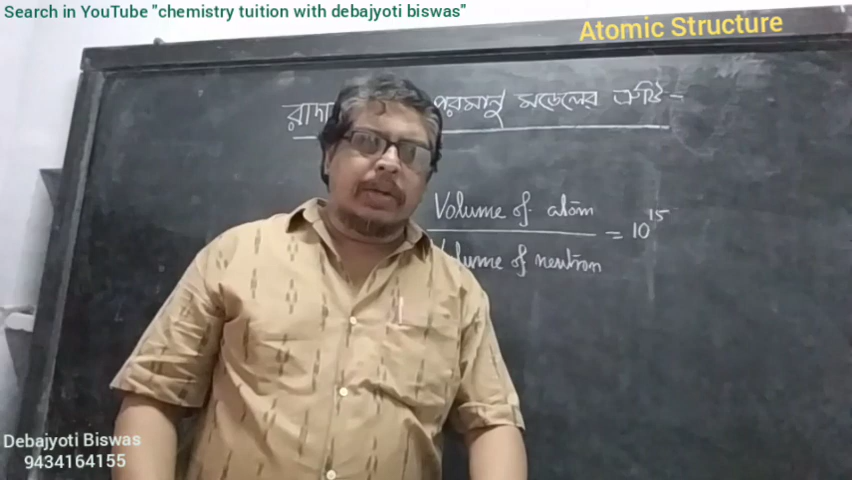 Search in YouTube "chemistry tuition with debajyoti biswas"
Atomic Structure
পরমানু মডেলের ত্রুটি -
Volume of atom
= 10^15
Volume of neutron
Debajyoti Biswas
9434164155